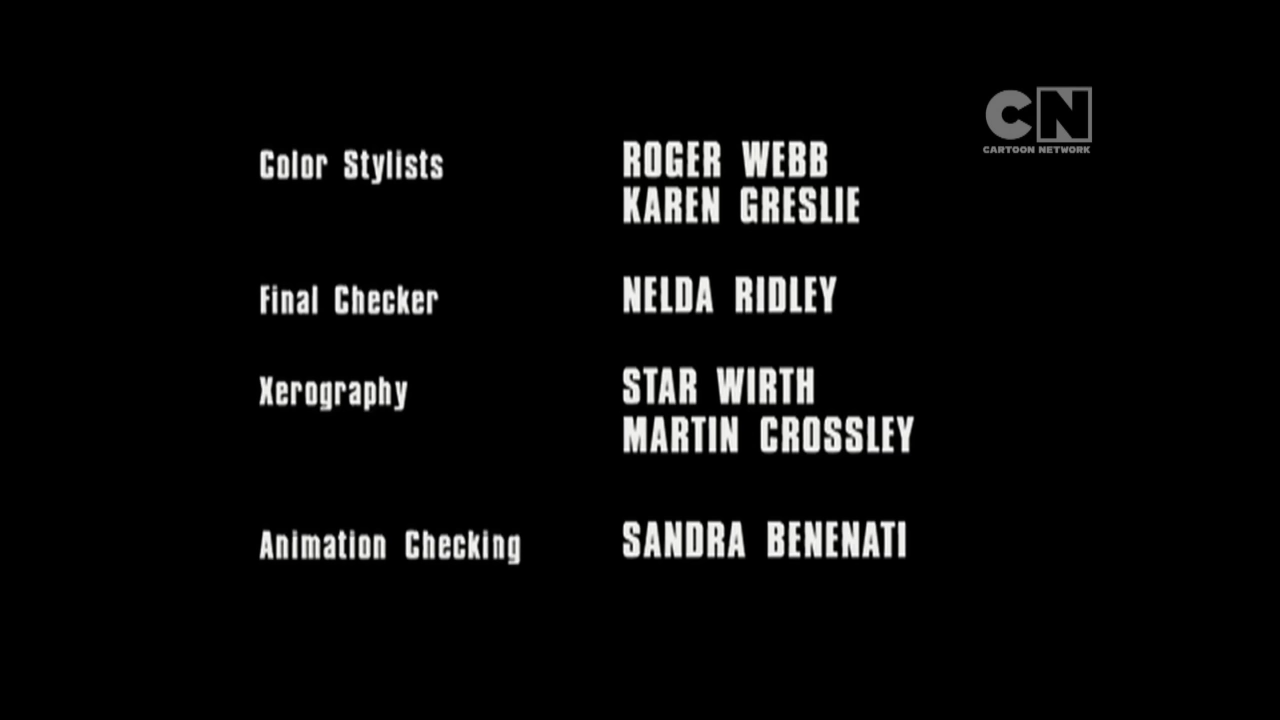 CN
CARTOON NETWORK
Color Stylists ROGER WEBB
KAREN GRESLIE
Final Checker NELDA RIDLEY
Xerography STAR WIRTH
MARTIN CROSSLEY
Animation Checking SANDRA BENENATI